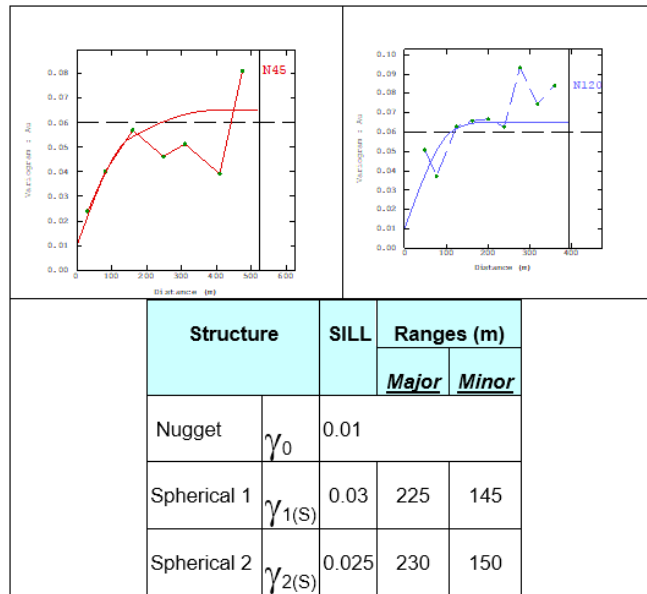 N45
0.08
0.07
0.06
0.05
0.04
0.03
0.02
0.01
0.00
Variogram : Au
0 100 200 300 400 500 600
Distance (m)
N120
0.10
0.09
0.08
0.07
0.06
0.05
0.04
0.03
0.02
0.01
0.00
Variogram : Au
0 100 200 300 400
Distance (m)
Structure SILL Ranges (m)
Major Minor
Nugget γ0 0.01
Spherical 1 γ1(S) 0.03 225 145
Spherical 2 γ2(S) 0.025 230 150